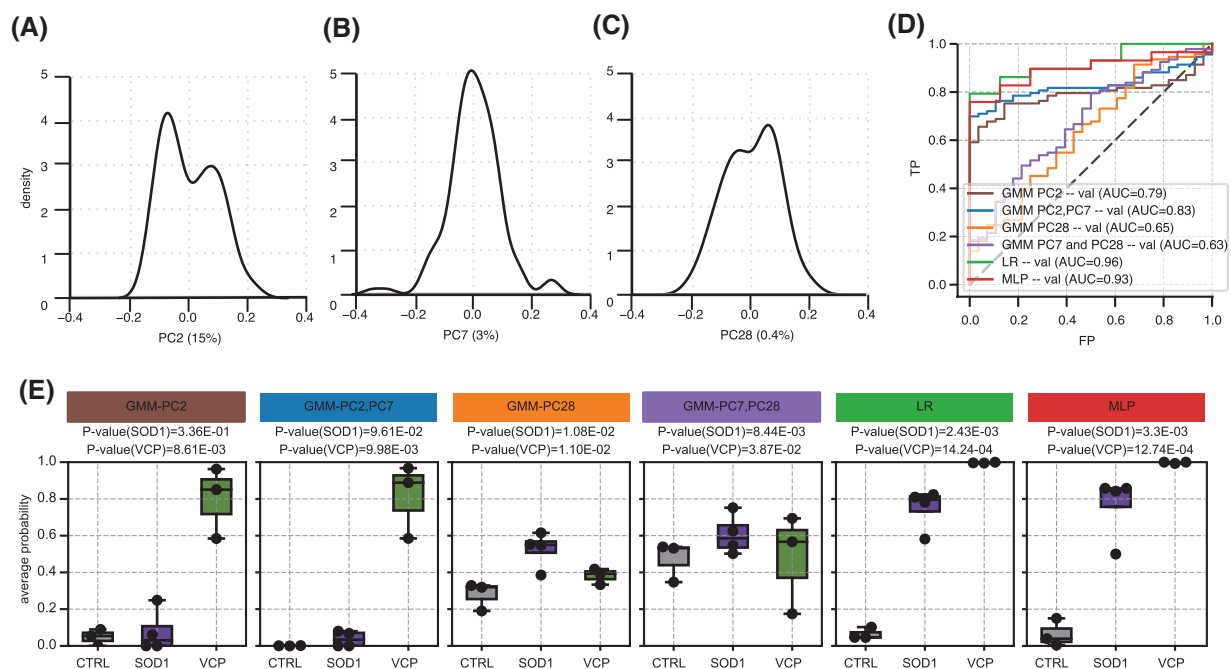 (A)
(B)
(C)
(D)
5
4
3
2
1
0
density
−0.4
−0.2
0.0
0.2
0.4
PC2 (15%)
5
4
3
2
1
0
−0.4
−0.2
0.0
0.2
0.4
PC7 (3%)
5
4
3
2
1
0
−0.4
−0.2
0.0
0.2
0.4
PC28 (0.4%)
1.0
0.8
0.6
0.4
0.2
0.0
TP
GMM PC2 -- val (AUC=0.79)
GMM PC2,PC7 -- val (AUC=0.83)
GMM PC28 -- val (AUC=0.65)
GMM PC7 and PC28 -- val (AUC=0.63)
LR -- val (AUC=0.96)
MLP -- val (AUC=0.93)
0.0
0.2
0.4
0.6
0.8
1.0
FP
(E)
GMM-PC2
P-value(SOD1)=3.36E-01
P-value(VCP)=8.61E-03
GMM-PC2,PC7
P-value(SOD1)=9.61E-02
P-value(VCP)=9.98E-03
GMM-PC28
P-value(SOD1)=1.08E-02
P-value(VCP)=1.10E-02
GMM-PC7,PC28
P-value(SOD1)=8.44E-03
P-value(VCP)=3.87E-02
LR
P-value(SOD1)=2.43E-03
P-value(VCP)=14.24-04
MLP
P-value(SOD1)=3.3E-03
P-value(VCP)=12.74E-04
1.0
0.8
0.6
0.4
0.2
0.0
average probability
CTRL
SOD1
VCP
CTRL
SOD1
VCP
CTRL
SOD1
VCP
CTRL
SOD1
VCP
CTRL
SOD1
VCP
CTRL
SOD1
VCP